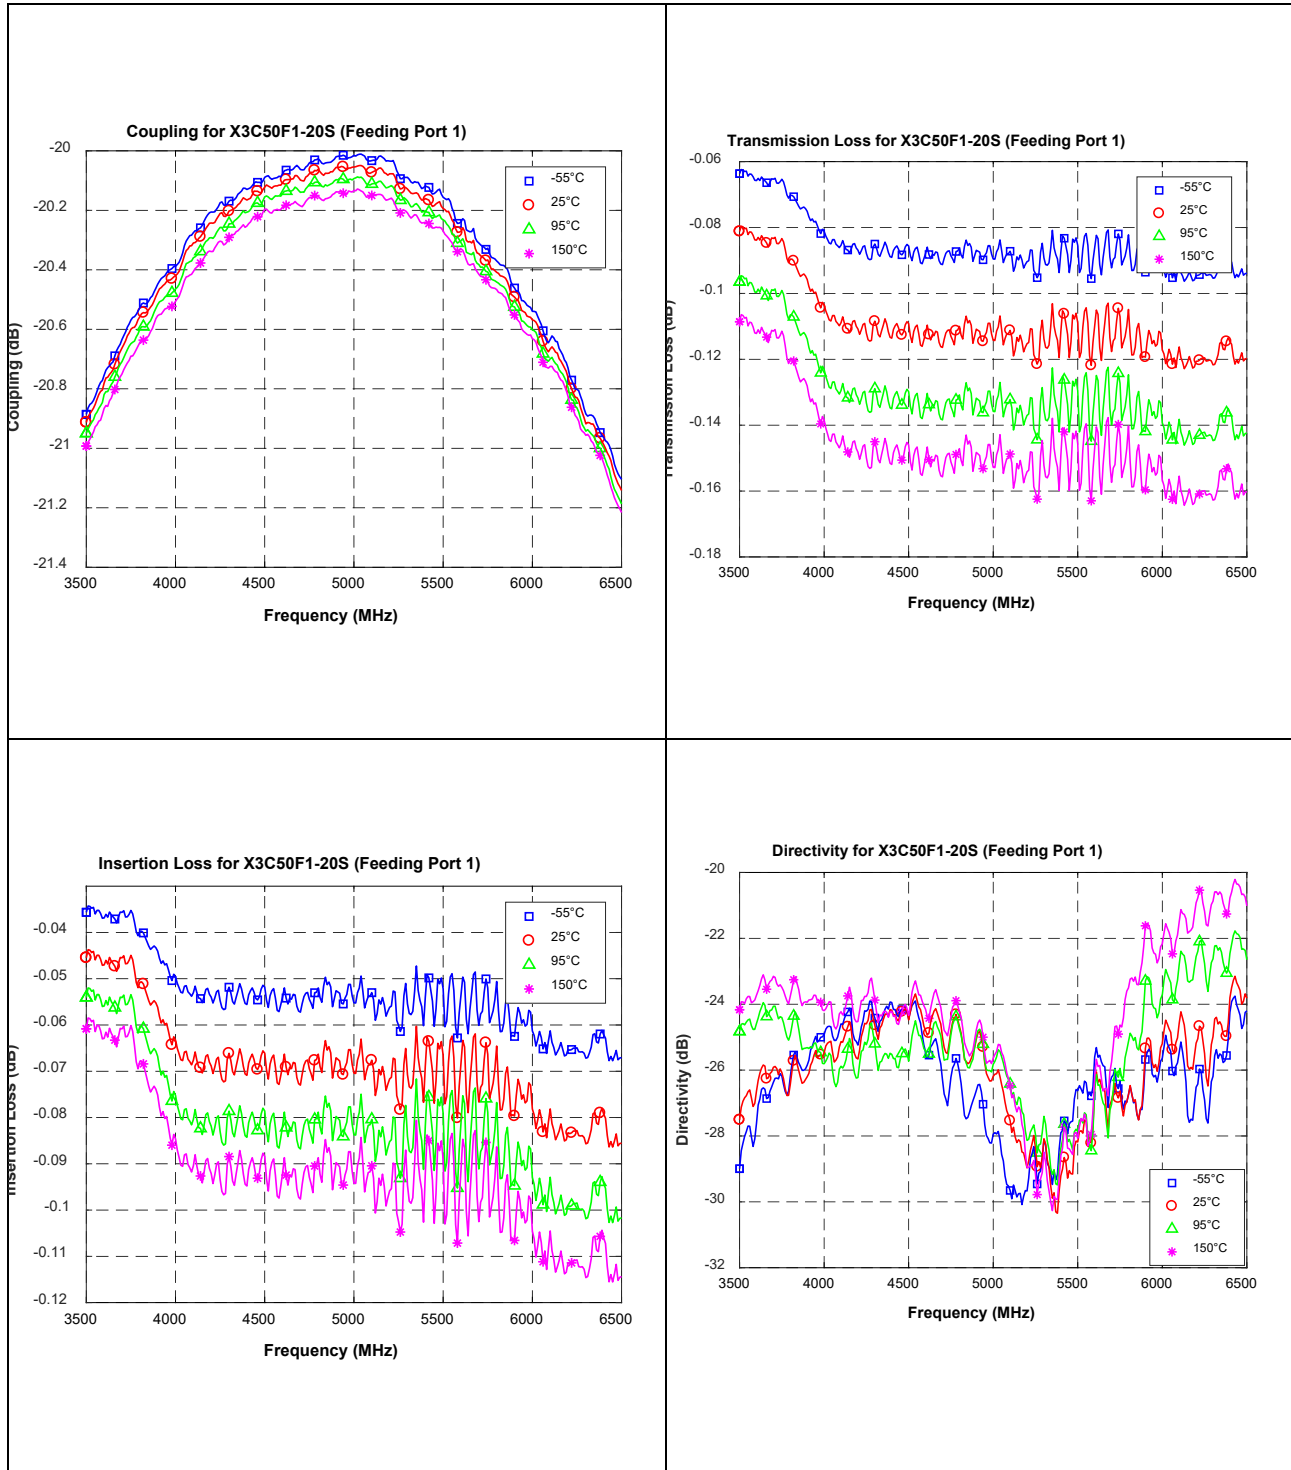 Coupling for X3C50F1-20S (Feeding Port 1)
-20
-20.2
-20.4
-20.6
-20.8
-21
-21.2
-21.4
Coupling (dB)
-55°C
25°C
95°C
150°C
3500 4000 4500 5000 5500 6000 6500
Frequency (MHz)
Transmission Loss for X3C50F1-20S (Feeding Port 1)
-0.06
-0.08
-0.1
-0.12
-0.14
-0.16
-0.18
Transmission Loss (dB)
-55°C
25°C
95°C
150°C
3500 4000 4500 5000 5500 6000 6500
Frequency (MHz)
Insertion Loss for X3C50F1-20S (Feeding Port 1)
-0.04
-0.05
-0.06
-0.07
-0.08
-0.09
-0.1
-0.11
-0.12
Insertion Loss (dB)
-55°C
25°C
95°C
150°C
3500 4000 4500 5000 5500 6000 6500
Frequency (MHz)
Directivity for X3C50F1-20S (Feeding Port 1)
-20
-22
-24
-26
-28
-30
-32
Directivity (dB)
-55°C
25°C
95°C
150°C
3500 4000 4500 5000 5500 6000 6500
Frequency (MHz)